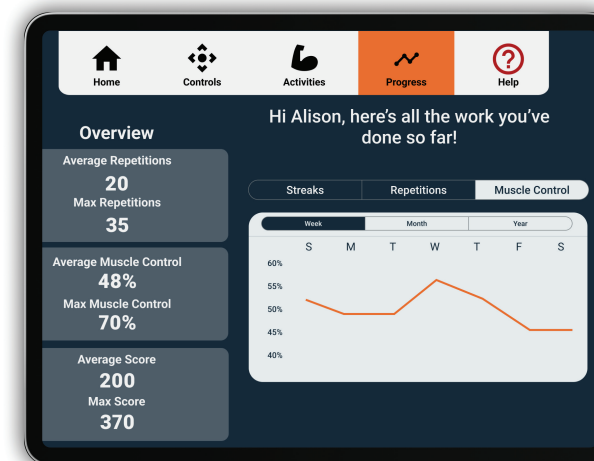 Home
Controls
Activities
Progress
Help
Hi Alison, here's all the work you've
done so far!
Overview
Average Repetitions
20
Max Repetitions
35
Average Muscle Control
48%
Max Muscle Control
70%
Average Score
200
Max Score
370
Streaks
Repetitions
Muscle Control
Week
Month
Year
S M T W T F S
60%
55%
50%
45%
40%